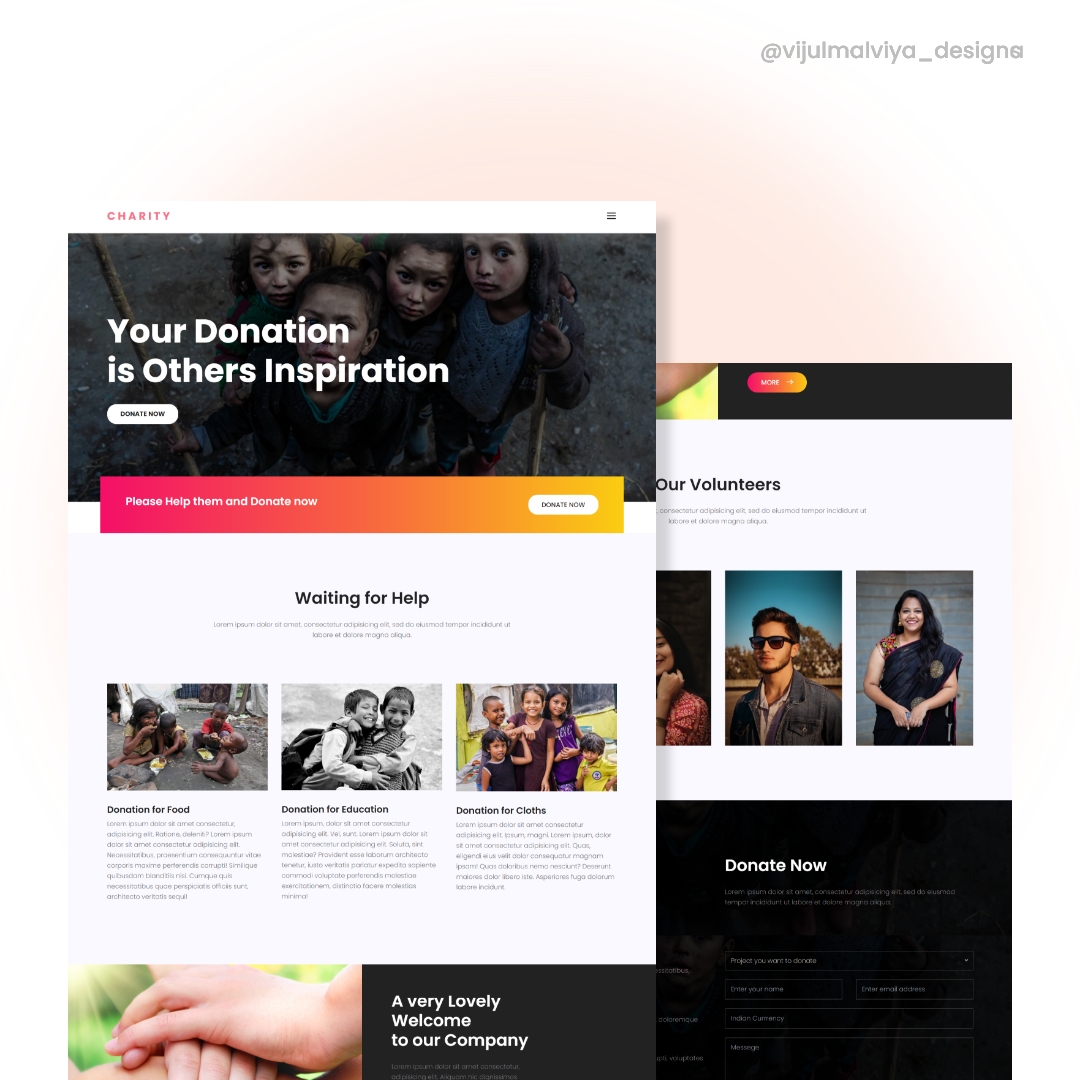 @vijulmalviya_designs
CHARITY
Your Donation
is Others Inspiration
DONATE NOW
Please Help them and Donate now
DONATE NOW
Waiting for Help
Lorem ipsum dolor sit amet, consectetur adipisicing elit, sed do eiusmod tempor incididunt ut
labore et dolore magna aliqua.
Donation for Food
Lorem ipsum dolor sit amet consectetur,
adipisicing elit. Ratione, deleniti? Lorem ipsum
dolor sit amet consectetur adipisicing elit.
Necessitatibus, praesentium consequuntur vitae
corporis maxime perferendis corrupti! Similique
quibusdam blanditiis nisi. Cumque quis
necessitatibus quae perspiciatis officiis sunt,
architecto veritatis sequi!
Donation for Education
Lorem ipsum, dolor sit amet consectetur
adipisicing elit. Vel, sunt. Lorem ipsum dolor sit
amet consectetur adipisicing elit. Soluta, sint
molestiae? Provident esse laborum architecto
tenetur, iusto veritatis pariatur expedita sapiente
commodi voluptate perferendis molestiae
exercitationem, distinctio facere molestias
minima!
Donation for Cloths
Lorem ipsum dolor sit amet consectetur
adipisicing elit. Ipsum, magni. Lorem ipsum, dolor
sit amet consectetur adipisicing elit. Quas,
eligendi eius velit dolor consequatur magnam
ipsam! Quos doloribus nemo nesciunt? Deserunt
maiores dolor libero iste. Asperiores fuga dolorum
labore incidunt.
A very Lovely
Welcome
to our Company
Lorem ipsum dolor sit amet consectetur,
adipisicing elit. Aliquam nic dignissimos
MORE
Our Volunteers
, consectetur adipisicing elit, sed do eiusmod tempor incididunt ut
labore et dolore magna aliqua.
Donate Now
Lorem ipsum dolor sit amet, consectetur adipisicing elit, sed do eiusmod
tempor incididunt ut labore et dolore magna aliqua.
Project you want to donate
Enter your name
Enter email address
Indian Currency
Messege
essitatibus,
doloremque
upti, voluptates